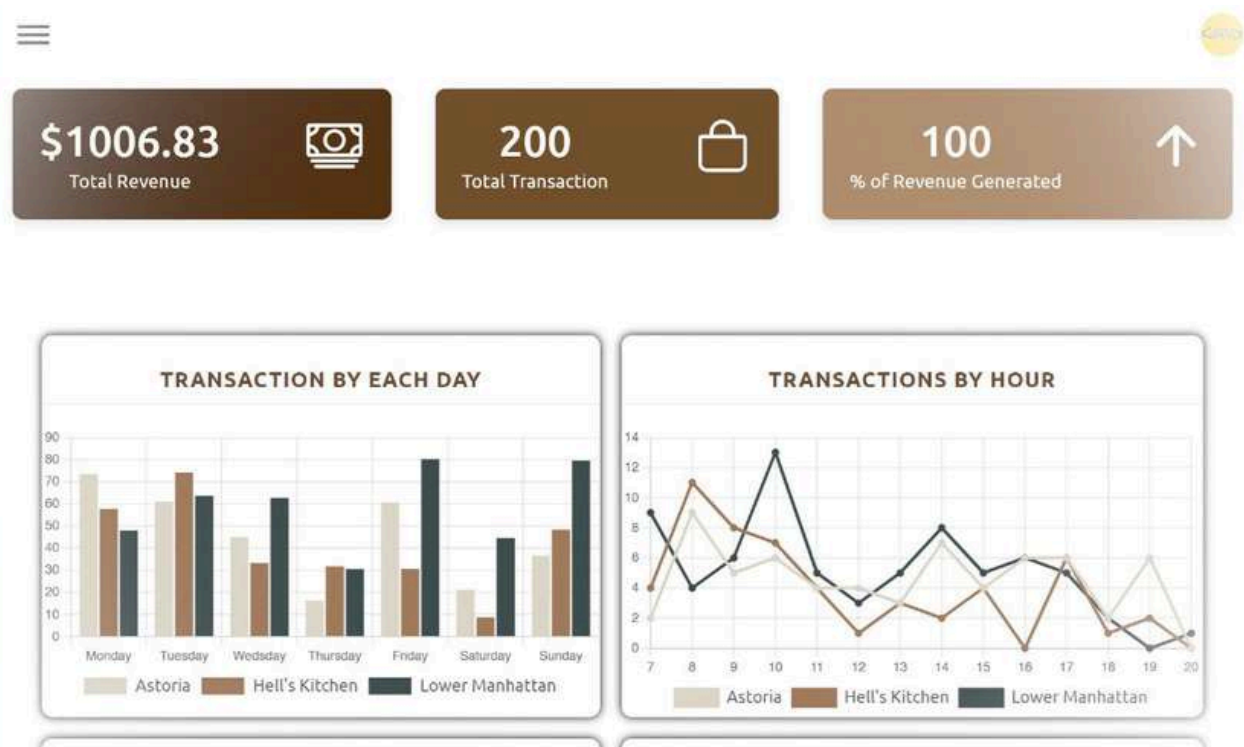 $1006.83
Total Revenue
200
Total Transaction
100
% of Revenue Generated
TRANSACTION BY EACH DAY
90
80
70
60
50
40
30
20
10
0
Monday Tuesday Wedsday Thursday Friday Saturday Sunday
Astoria Hell's Kitchen Lower Manhattan
TRANSACTIONS BY HOUR
14
12
10
8
6
4
2
0
7 8 9 10 11 12 13 14 15 16 17 18 19 20
Astoria Hell's Kitchen Lower Manhattan